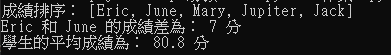 成績排序： [Eric, June, Mary, Jupiter, Jack]
Eric 和 June 的成績差為： 7 分
學生的平均成績為： 80.8 分